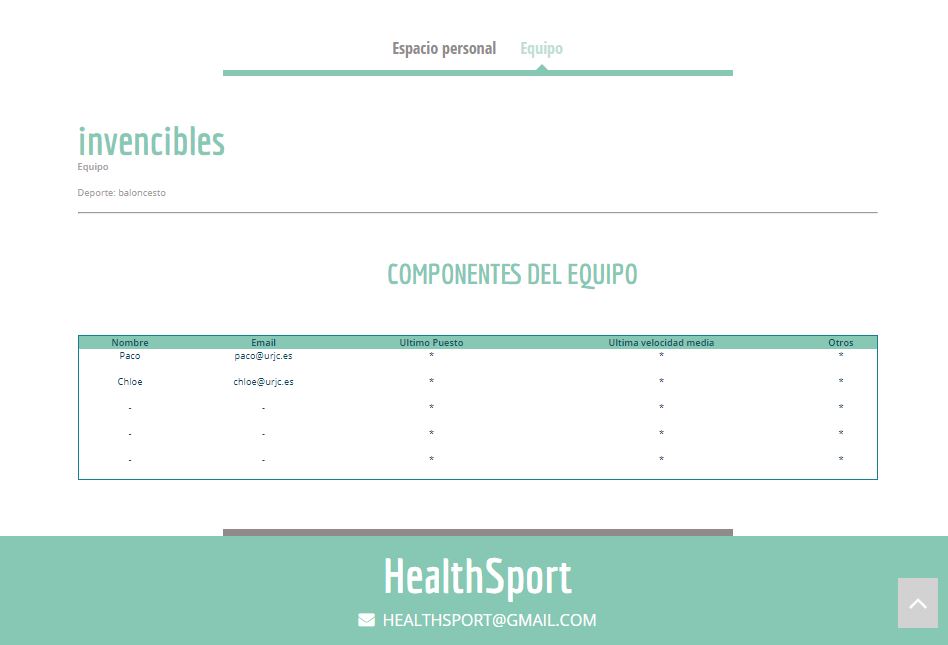 Espacio personal Equipo
invencibles
Equipo
Deporte: baloncesto
COMPONENTES DEL EQUIPO
Nombre Email Ultimo Puesto Ultima velocidad media Otros
Paco paco@urjc.es * * *
Chloe chloe@urjc.es * * *
- - * * *
- - * * *
- - * * *
HealthSport
HEALTHSPORT@GMAIL.COM